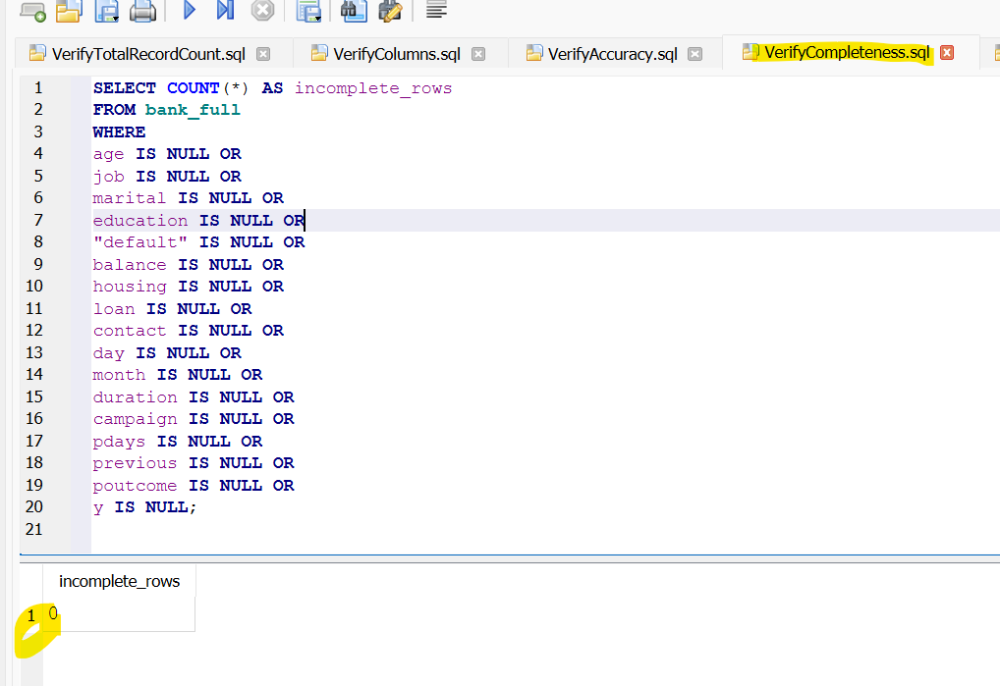 VerifyTotalRecordCount.sql VerifyColumns.sql VerifyAccuracy.sql VerifyCompleteness.sql
1 SELECT COUNT(*) AS incomplete_rows
2 FROM bank_full
3 WHERE
4 age IS NULL OR
5 job IS NULL OR
6 marital IS NULL OR
7 education IS NULL OR
8 "default" IS NULL OR
9 balance IS NULL OR
10 housing IS NULL OR
11 loan IS NULL OR
12 contact IS NULL OR
13 day IS NULL OR
14 month IS NULL OR
15 duration IS NULL OR
16 campaign IS NULL OR
17 pdays IS NULL OR
18 previous IS NULL OR
19 poutcome IS NULL OR
20 y IS NULL;
21
incomplete_rows
1 0